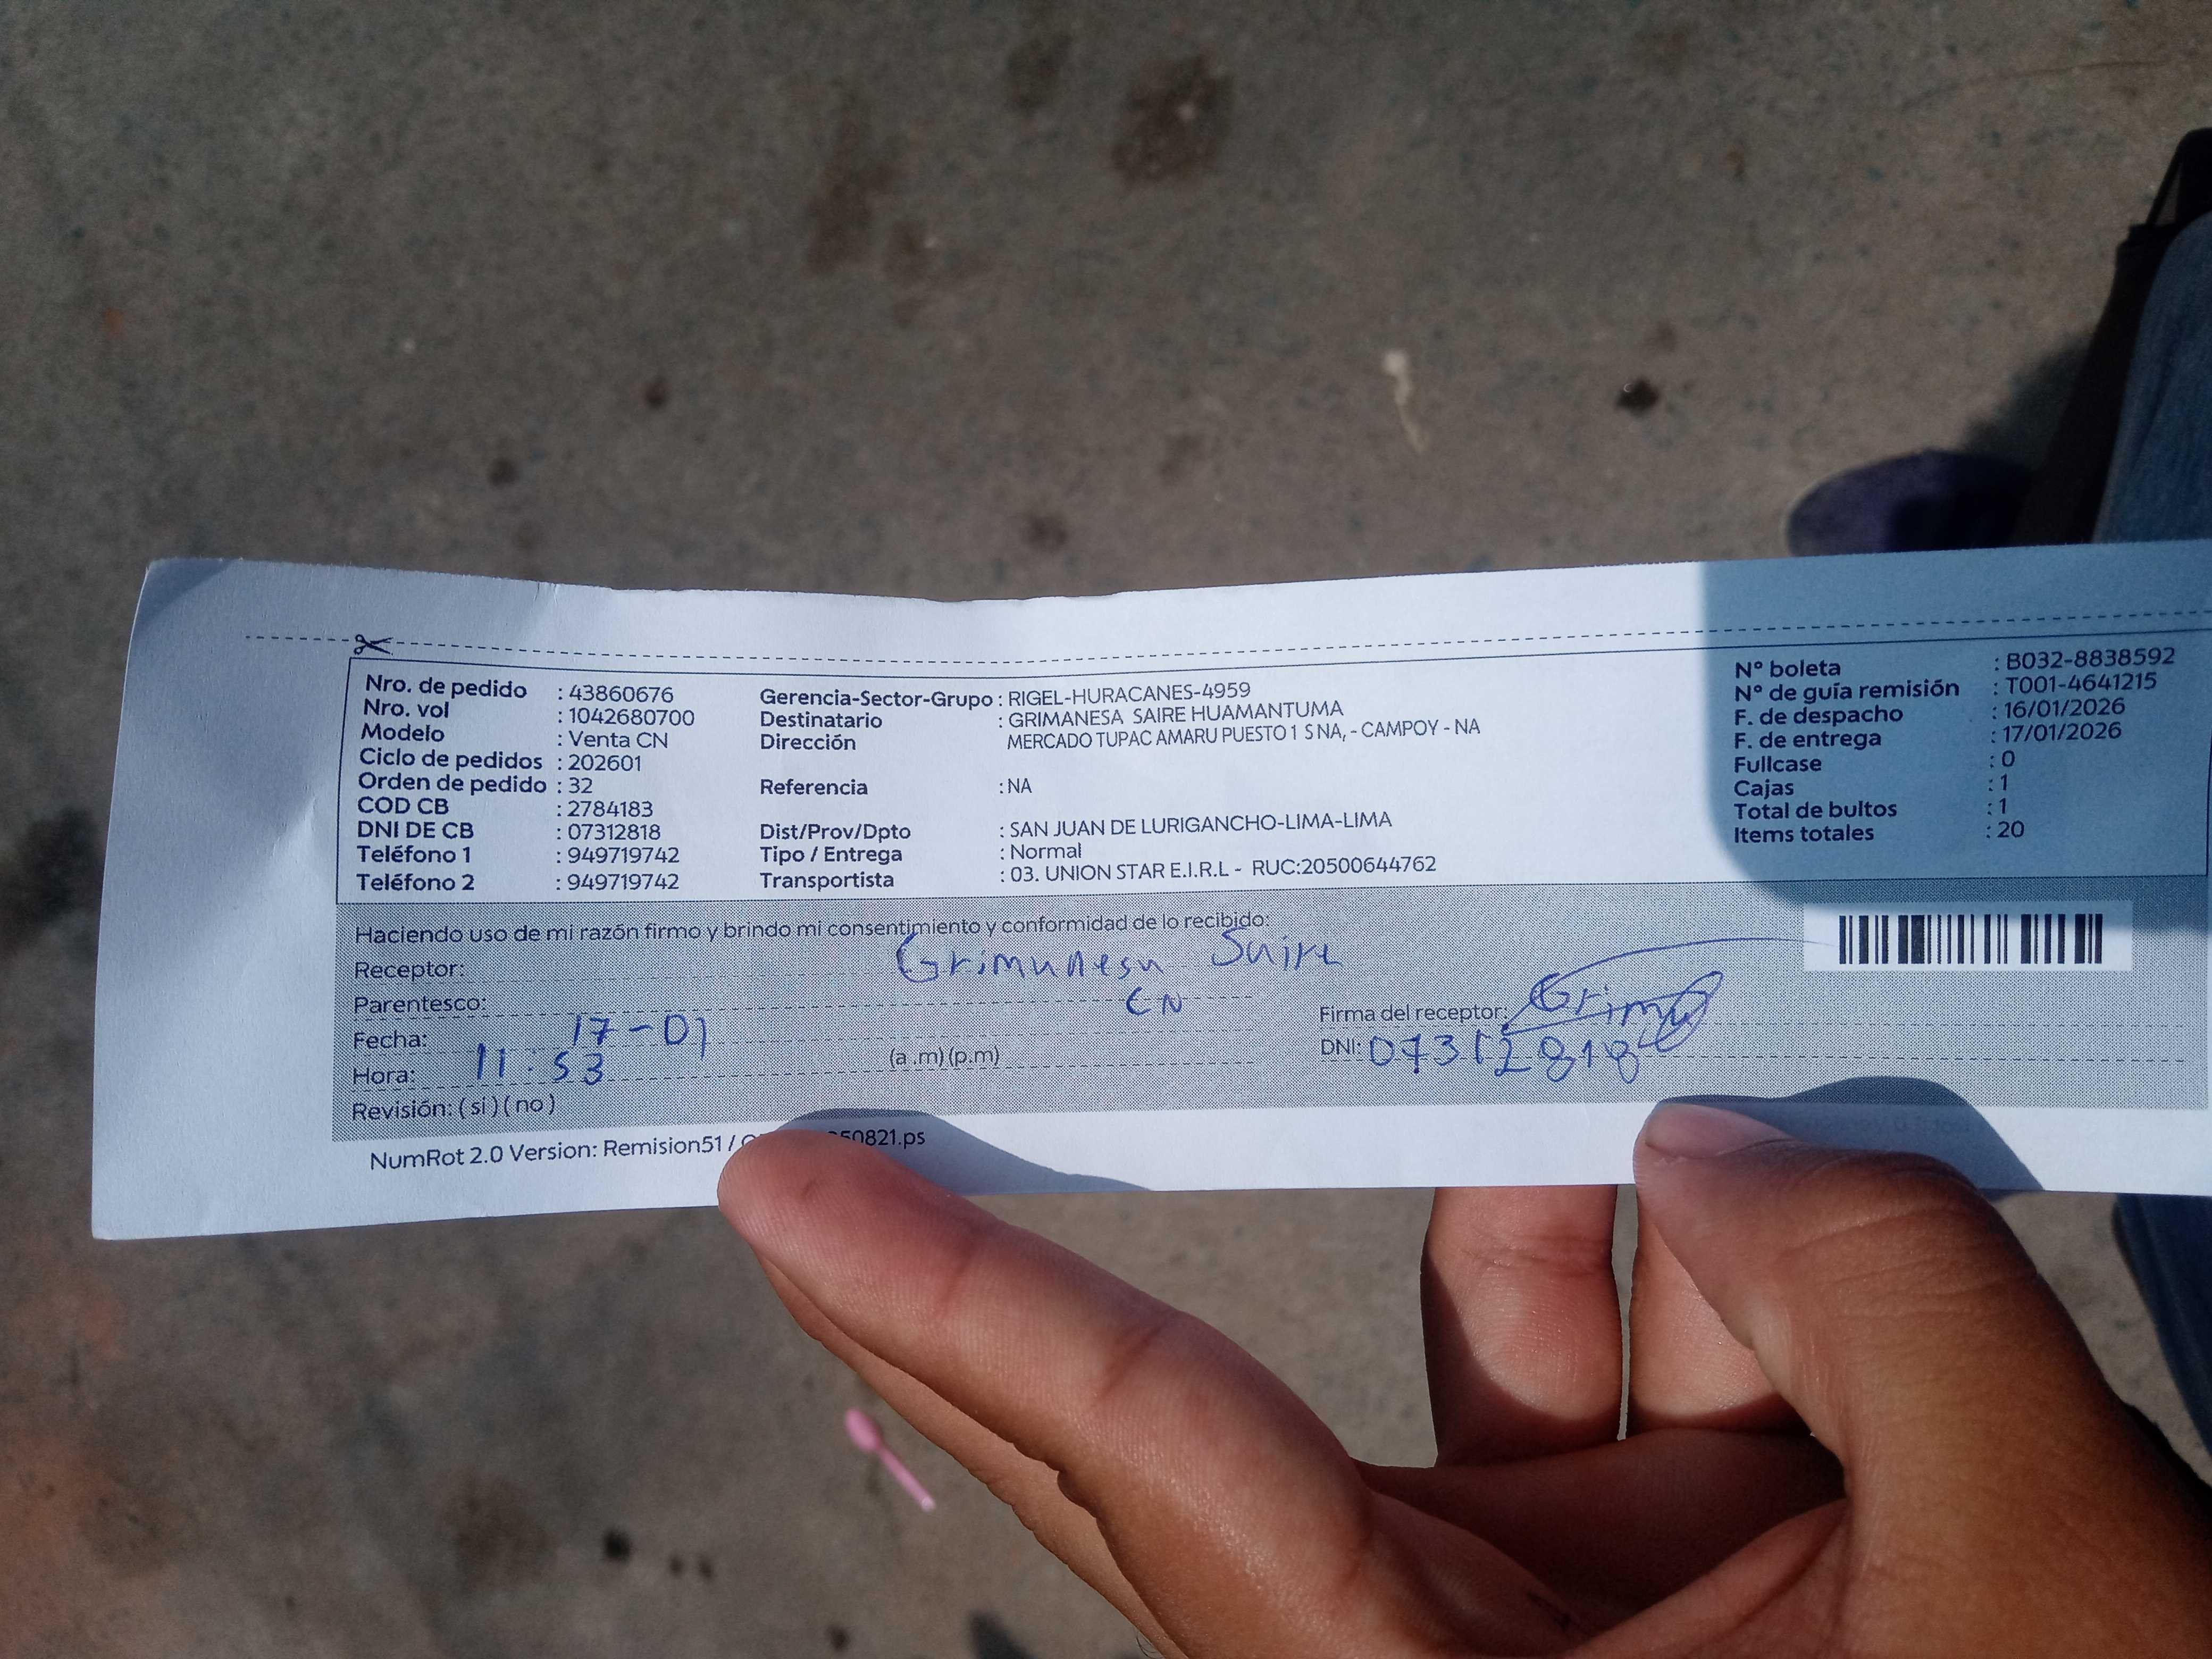 Nro. de pedido : 43860676
Nro. vol : 1042680700
Modelo : Venta CN
Ciclo de pedidos : 202601
Orden de pedido : 32
COD CB : 2784183
DNI DE CB : 07312818
Teléfono 1 : 949719742
Teléfono 2 : 949719742
Gerencia-Sector-Grupo : RIGEL-HURACANES-4959
Destinatario : GRIMANESA SAIRE HUAMANTUMA
Dirección MERCADO TUPAC AMARU PUESTO 1 S NA, - CAMPOY - NA
Referencia : NA
Dist/Prov/Dpto : SAN JUAN DE LURIGANCHO-LIMA-LIMA
Tipo / Entrega : Normal
Transportista : 03. UNION STAR E.I.R.L - RUC:20500644762
N° boleta : B032-8838592
N° de guía remisión : T001-4641215
F. de despacho : 16/01/2026
F. de entrega : 17/01/2026
Fullcase : 0
Cajas : 1
Total de bultos : 1
Items totales : 20
Haciendo uso de mi razón firmo y brindo mi consentimiento y conformidad de lo recibido:
Receptor: Grimanesa Saire
Parentesco: CN
Fecha: 17-01
Hora: 11:53 (a .m) (p.m)
Revisión: ( si ) ( no )
Firma del receptor: Grima
DNI: 07312818
NumRot 2.0 Version: Remision51 / 50821.ps